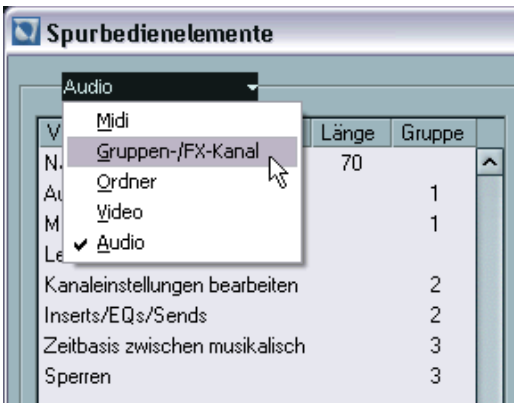 Spurbedienelemente
Audio
Midi
Gruppen-/FX-Kanal
Ordner
Video
✔ Audio
Länge Gruppe
70
1
1
Kanaleinstellungen bearbeiten 2
Inserts/EQs/Sends 2
Zeitbasis zwischen musikalisch 3
Sperren 3